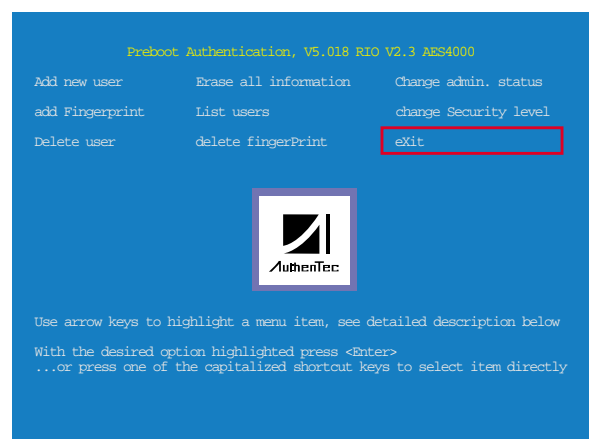 Preboot Authentication, V5.018 RIO V2.3 AES4000
Add new user Erase all information Change admin. status
add Fingerprint List users change Security level
Delete user delete fingerPrint eXit
AuthenTec
Use arrow keys to highlight a menu item, see detailed description below
With the desired option highlighted press <Enter>
...or press one of the capitalized shortcut keys to select item directly